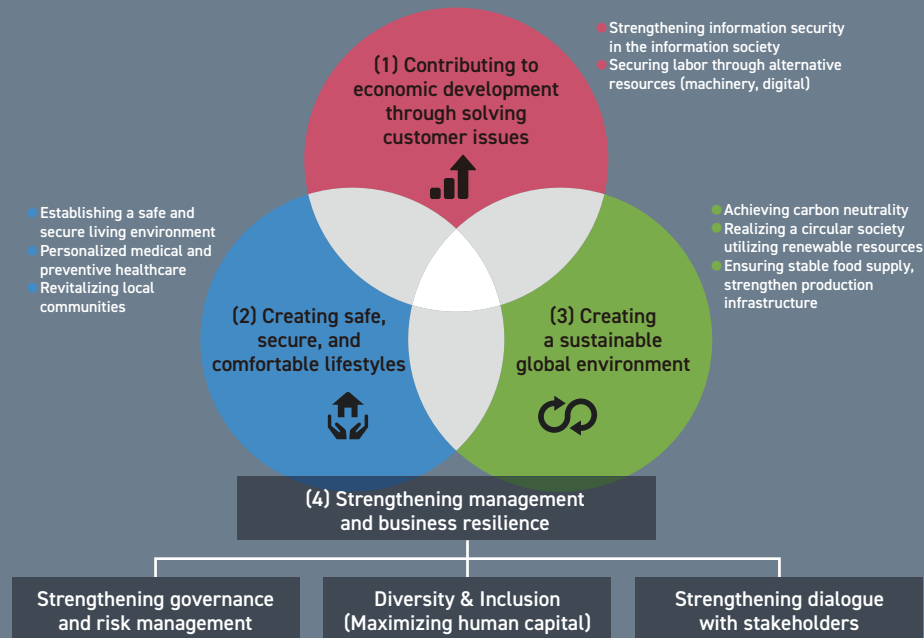 (1) Contributing to
economic development
through solving
customer issues
Strengthening information security
in the information society
Securing labor through alternative
resources (machinery, digital)
Establishing a safe and
secure living environment
Personalized medical and
preventive healthcare
Revitalizing local
communities
(2) Creating safe,
secure, and
comfortable lifestyles
(3) Creating
a sustainable
global environment
Achieving carbon neutrality
Realizing a circular society
utilizing renewable resources
Ensuring stable food supply,
strengthen production
infrastructure
(4) Strengthening management
and business resilience
Strengthening governance
and risk management
Diversity & Inclusion
(Maximizing human capital)
Strengthening dialogue
with stakeholders